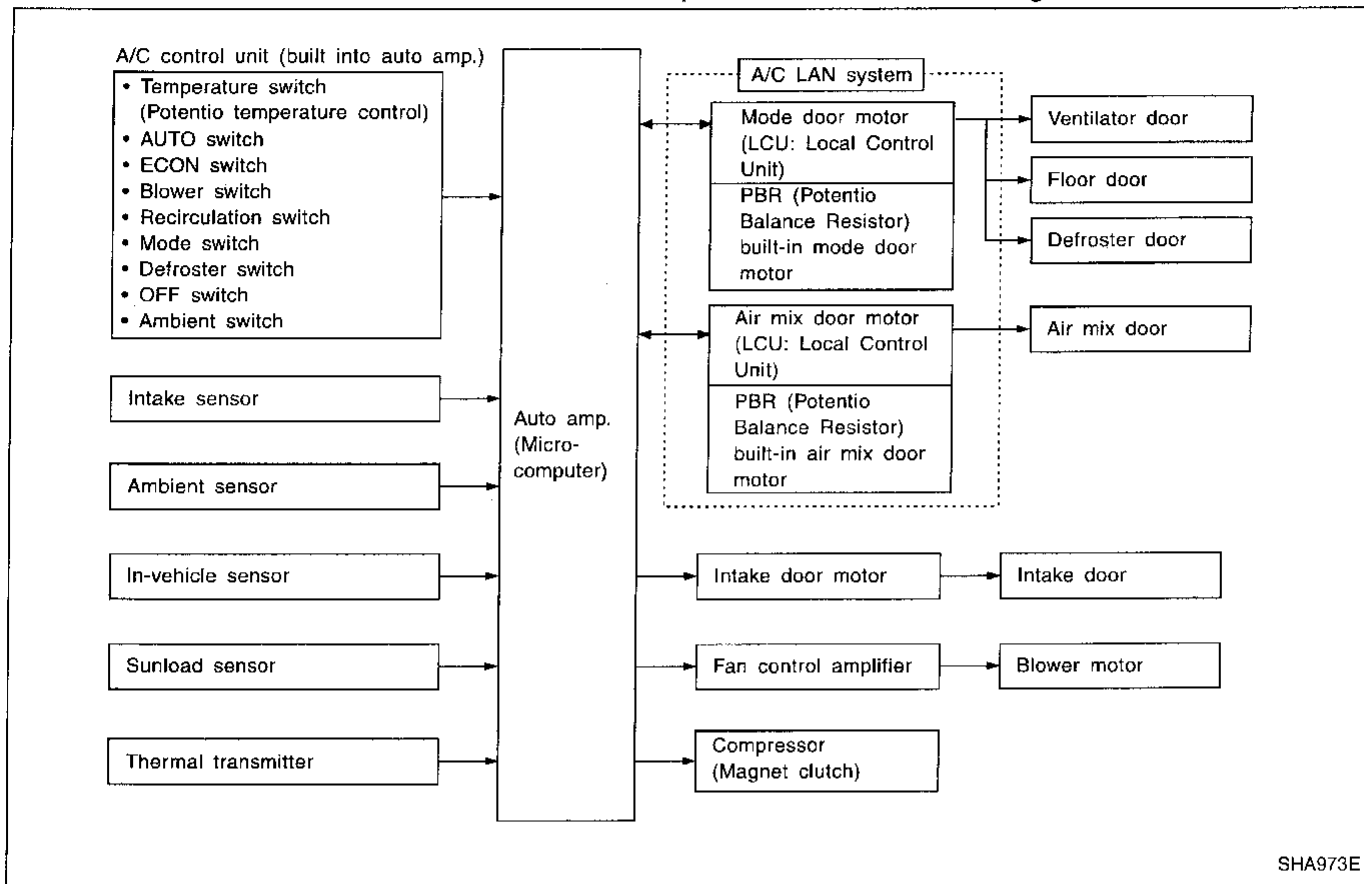 A/C control unit (built into auto amp.)
• Temperature switch
(Potentio temperature control)
• AUTO switch
• ECON switch
• Blower switch
• Recirculation switch
• Mode switch
• Defroster switch
• OFF switch
• Ambient switch
Intake sensor
Ambient sensor
In-vehicle sensor
Sunload sensor
Thermal transmitter
Auto amp.
(Micro-
computer)
A/C LAN system
Mode door motor
(LCU: Local Control
Unit)
PBR (Potentio
Balance Resistor)
built-in mode door
motor
Air mix door motor
(LCU: Local Control
Unit)
PBR (Potentio
Balance Resistor)
built-in air mix door
motor
Intake door motor
Fan control amplifier
Compressor
(Magnet clutch)
Ventilator door
Floor door
Defroster door
Air mix door
Intake door
Blower motor
SHA973E